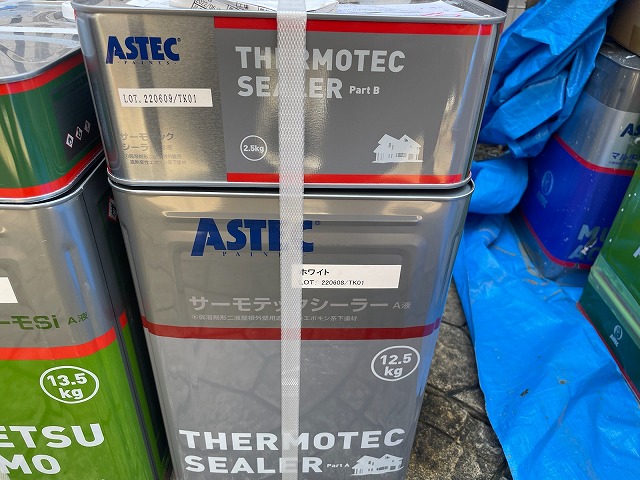 ASTEC
PAINTS
THERMOTEC
SEALER Part B
LOT. 220609/TK01
サーモテック
シーラー
2.5kg
ASTEC
PAINTS
ホワイト
LOT. 220608/TK01
サーモテックシーラー A液
12.5
kg
THERMOTEC
SEALER Part A
ーモSi A液
13.5
kg
ETSU
MO